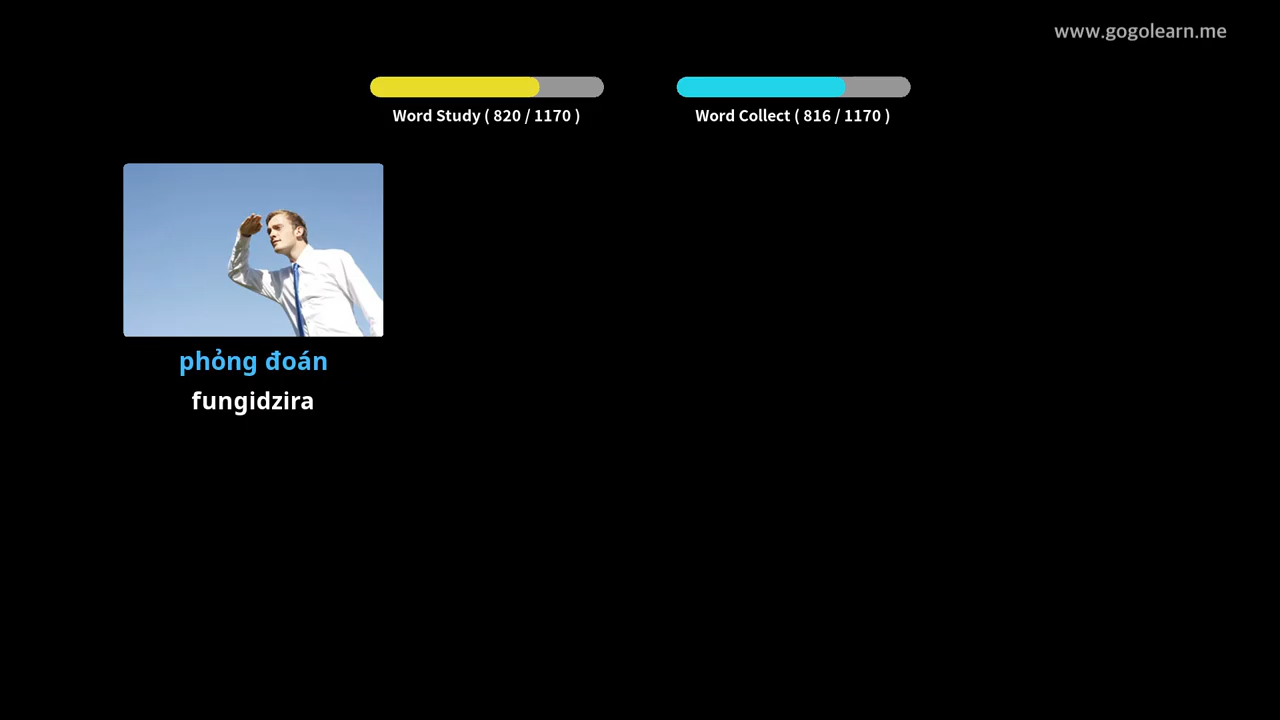 www.gogolearn.me
Word Study ( 820 / 1170 )
Word Collect ( 816 / 1170 )
phỏng đoán
fungidzira